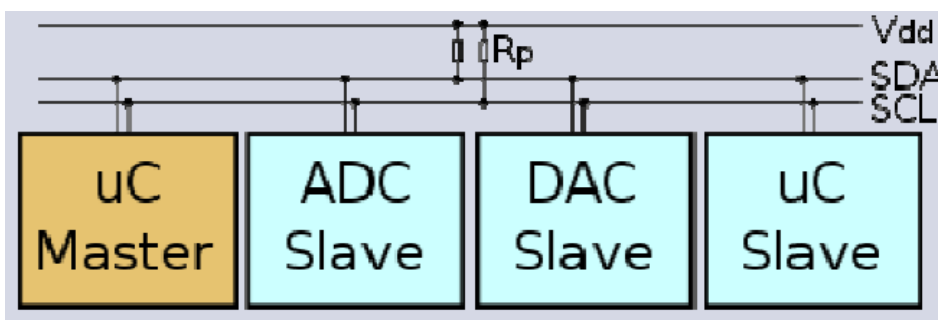 Vdd
Rp
SDA
SCL
uC
Master
ADC
Slave
DAC
Slave
uC
Slave